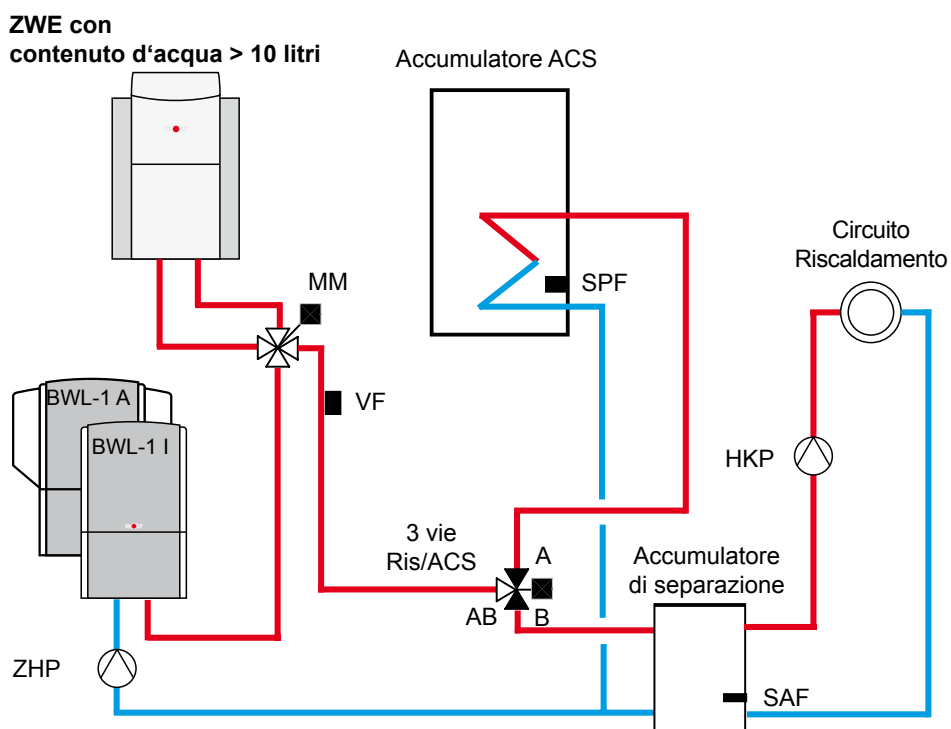 ZWE con
contenuto d‘acqua > 10 litri
Accumulatore ACS
Circuito
Riscaldamento
MM
SPF
VF
BWL-1 A
BWL-1 I
HKP
3 vie
Ris/ACS
A
AB
B
Accumulatore
di separazione
ZHP
SAF